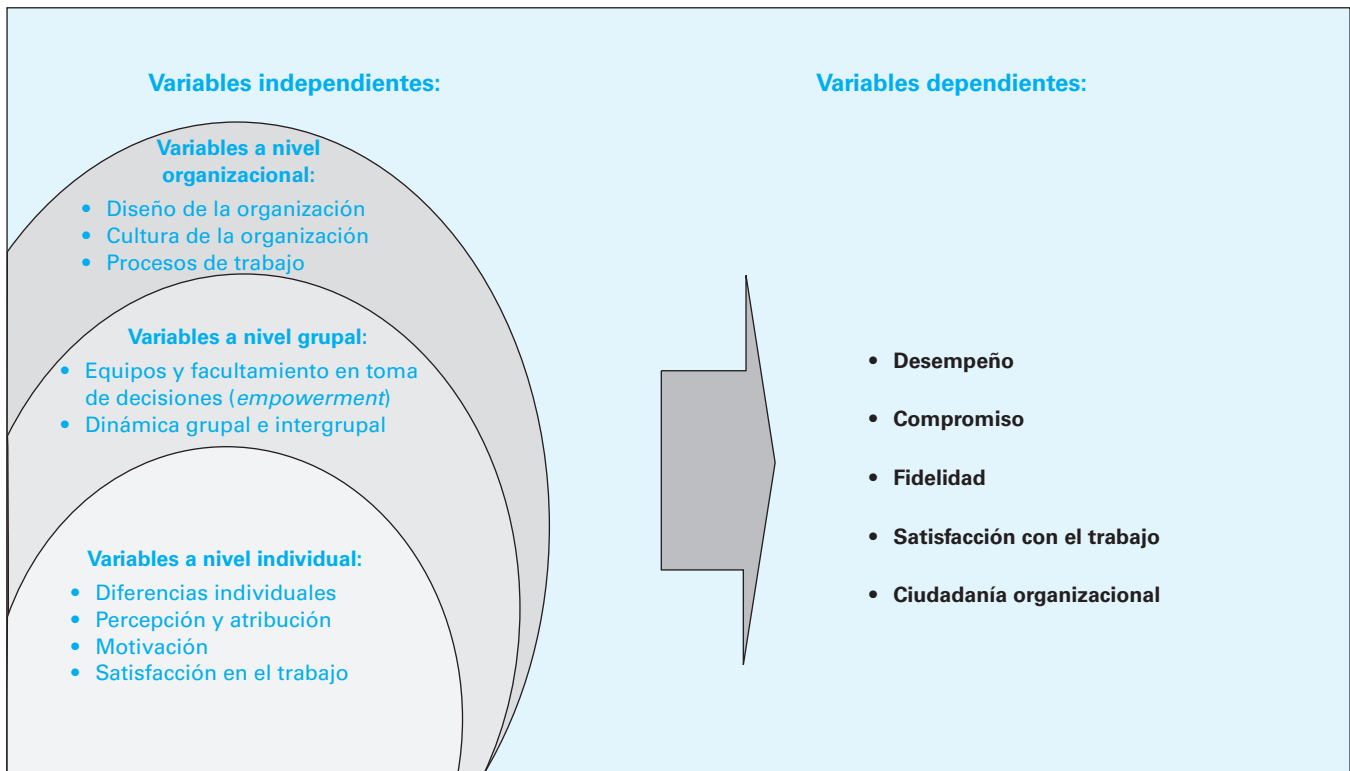 Variables independientes:
Variables a nivel
organizacional:
• Diseño de la organización
• Cultura de la organización
• Procesos de trabajo
Variables a nivel grupal:
• Equipos y facultamiento en toma
de decisiones (empowerment)
• Dinámica grupal e intergrupal
Variables a nivel individual:
• Diferencias individuales
• Percepción y atribución
• Motivación
• Satisfacción en el trabajo
Variables dependientes:
• Desempeño
• Compromiso
• Fidelidad
• Satisfacción con el trabajo
• Ciudadanía organizacional